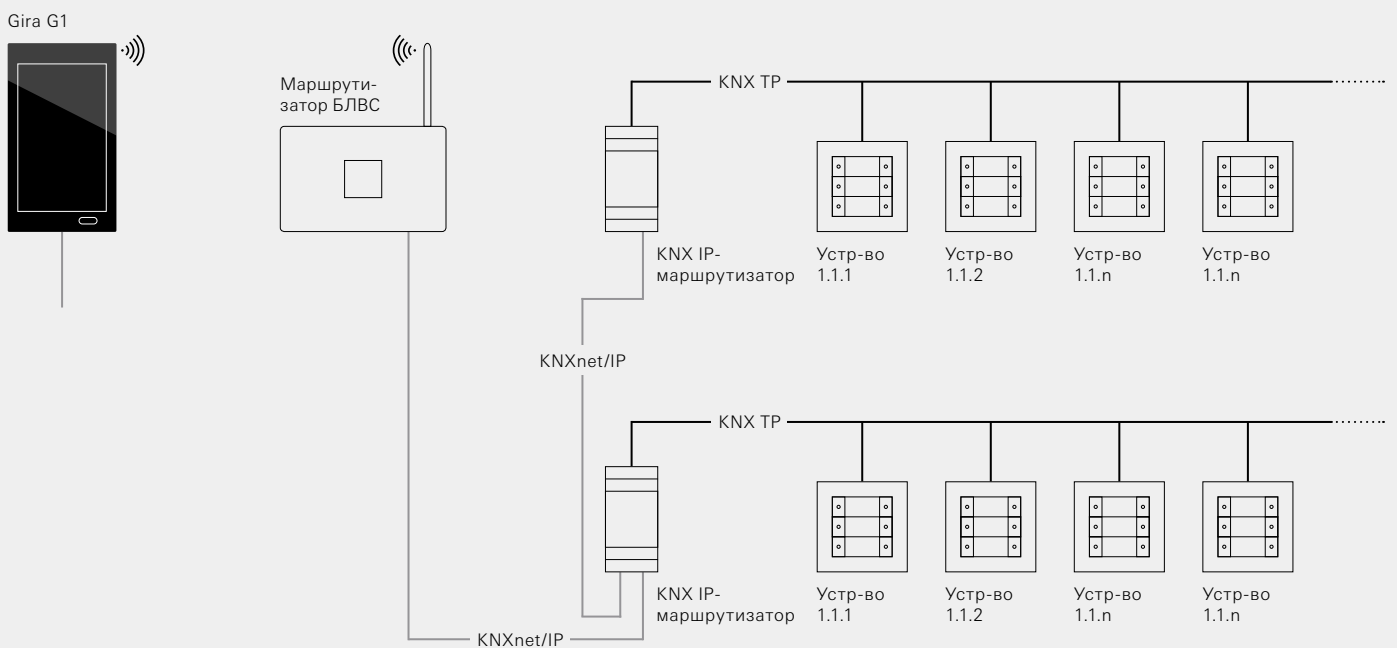 Gira G1
Маршрути-
затор БЛВС
KNX TP
KNX IP-
маршрутизатор
Устр-во
1.1.1
Устр-во
1.1.2
Устр-во
1.1.n
Устр-во
1.1.n
KNXnet/IP
KNX TP
KNX IP-
маршрутизатор
Устр-во
1.1.1
Устр-во
1.1.2
Устр-во
1.1.n
Устр-во
1.1.n
KNXnet/IP